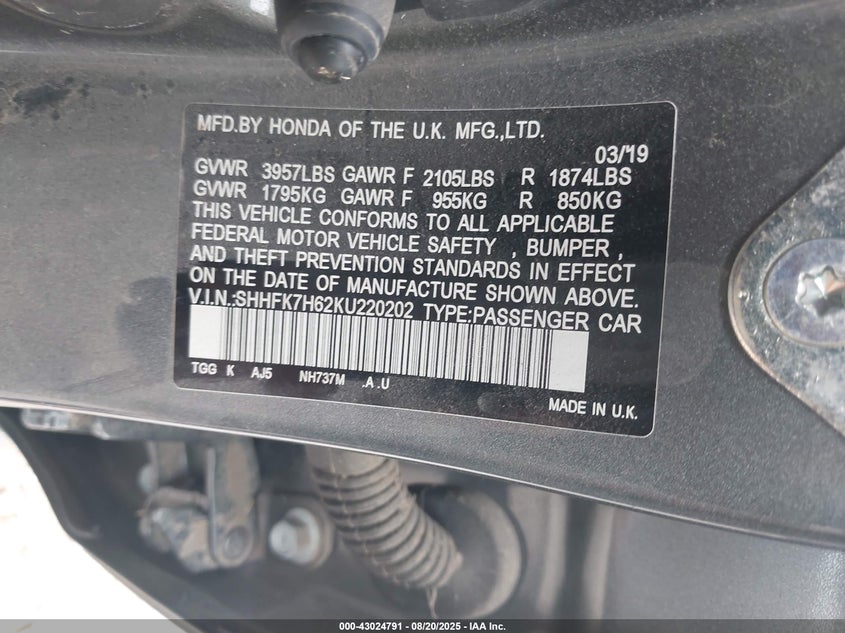 MFD.BY HONDA OF THE U.K. MFG.,LTD.
03/'19
GVWR 3957LBS GAWR F 2105LBS R 1874LBS
GVWR 1795KG GAWR F 955KG R 850KG
THIS VEHICLE CONFORMS TO ALL APPLICABLE
FEDERAL MOTOR VEHICLE SAFETY , BUMPER ,
AND THEFT PREVENTION STANDARDS IN EFFECT
ON THE DATE OF MANUFACTURE SHOWN ABOVE.
V.I.N.:SHHFK7H62KU220202 TYPE:PASSENGER CAR
TGG K AJ5 NH737M .A .U
MADE IN U.K.
000-43024791 - 08/20/2025 - IAA Inc.